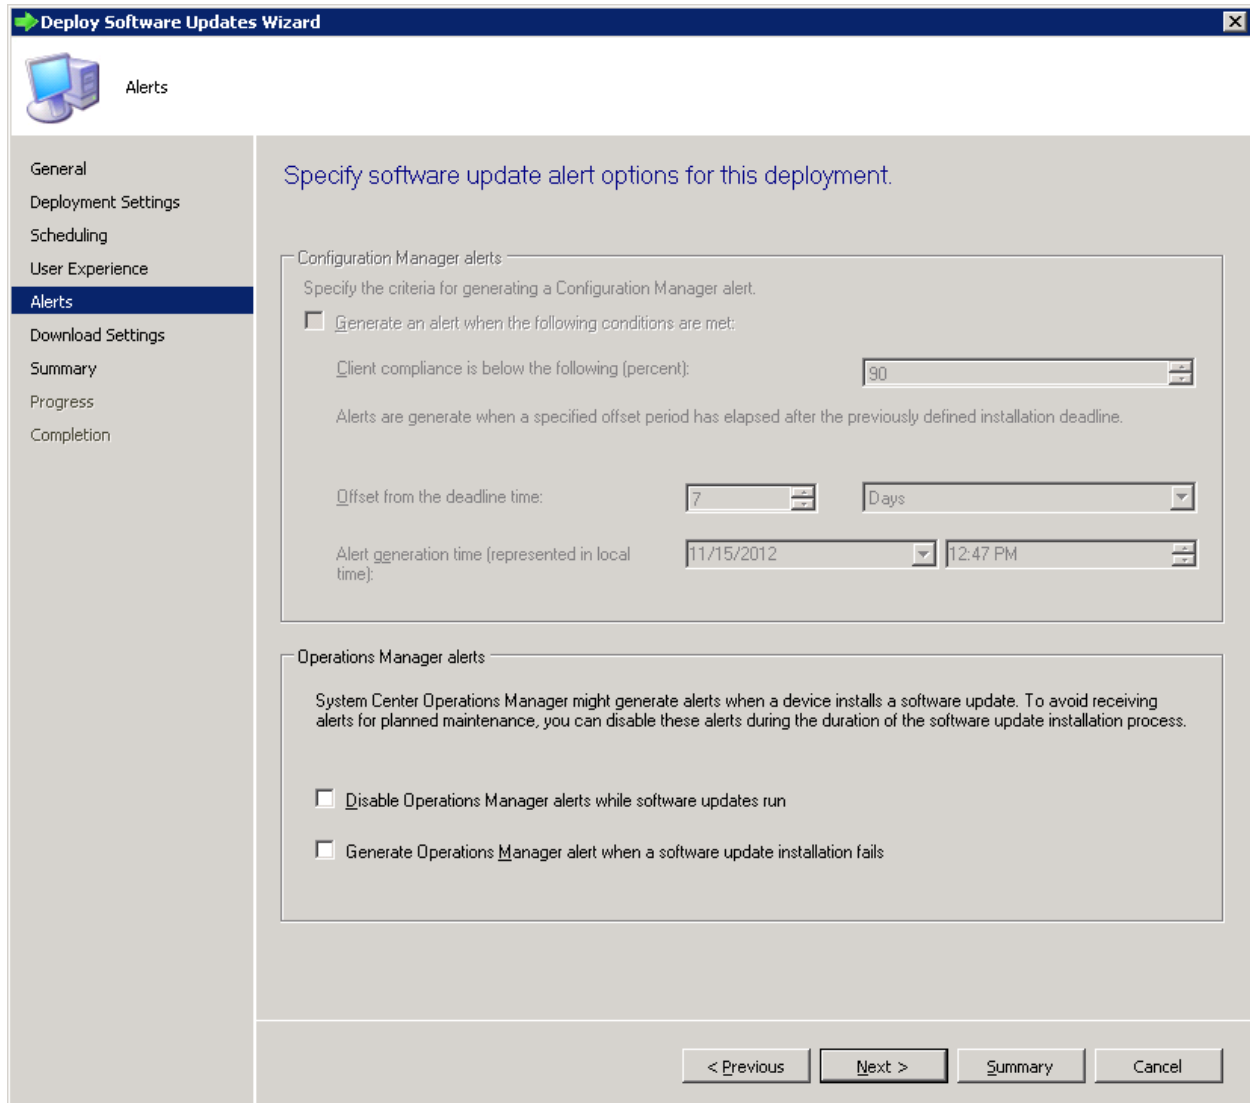 Deploy Software Updates Wizard
Alerts
General
Deployment Settings
Scheduling
User Experience
Alerts
Download Settings
Summary
Progress
Completion
Specify software update alert options for this deployment.
Configuration Manager alerts
Specify the criteria for generating a Configuration Manager alert.
Generate an alert when the following conditions are met:
Client compliance is below the following (percent):
90
Alerts are generate when a specified offset period has elapsed after the previously defined installation deadline.
Offset from the deadline time:
7
Days
Alert generation time (represented in local
time):
11/15/2012
12:47 PM
Operations Manager alerts
System Center Operations Manager might generate alerts when a device installs a software update. To avoid receiving
alerts for planned maintenance, you can disable these alerts during the duration of the software update installation process.
Disable Operations Manager alerts while software updates run
Generate Operations Manager alert when a software update installation fails
< Previous
Next >
Summary
Cancel